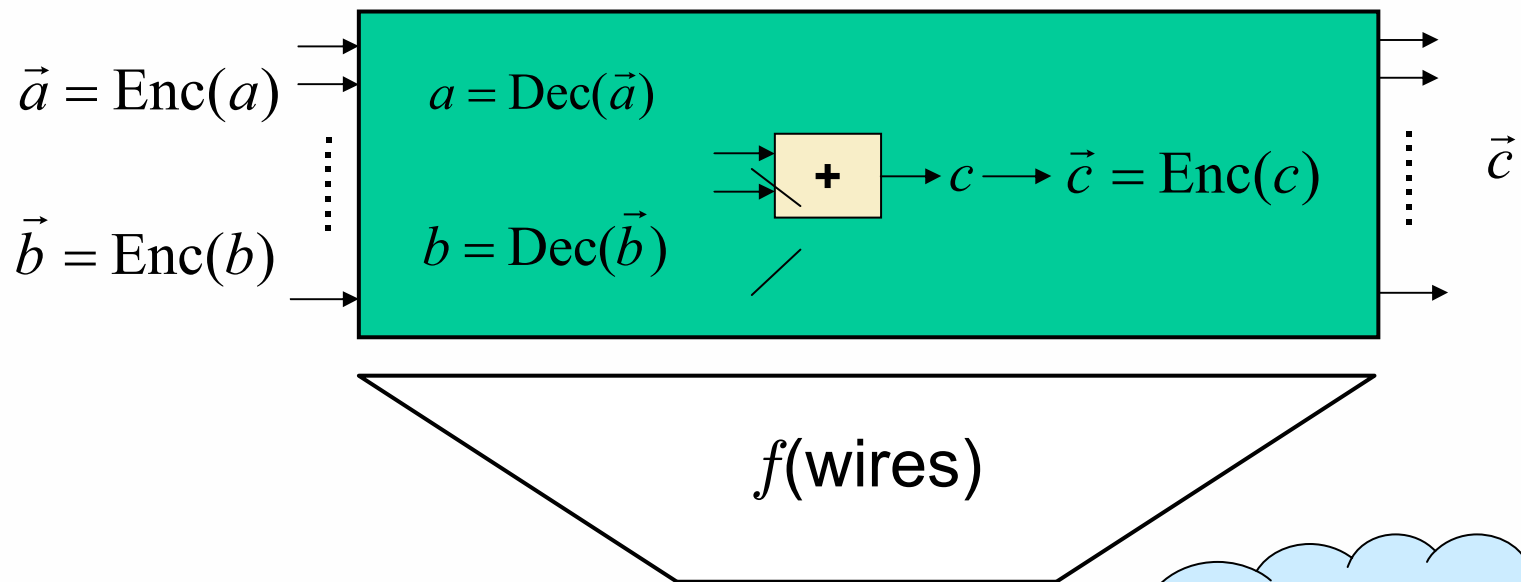 a⃗ = Enc(a)
a = Dec(a⃗)
+
c
c⃗ = Enc(c)
c⃗
b⃗ = Enc(b)
b = Dec(b⃗)
f(wires)